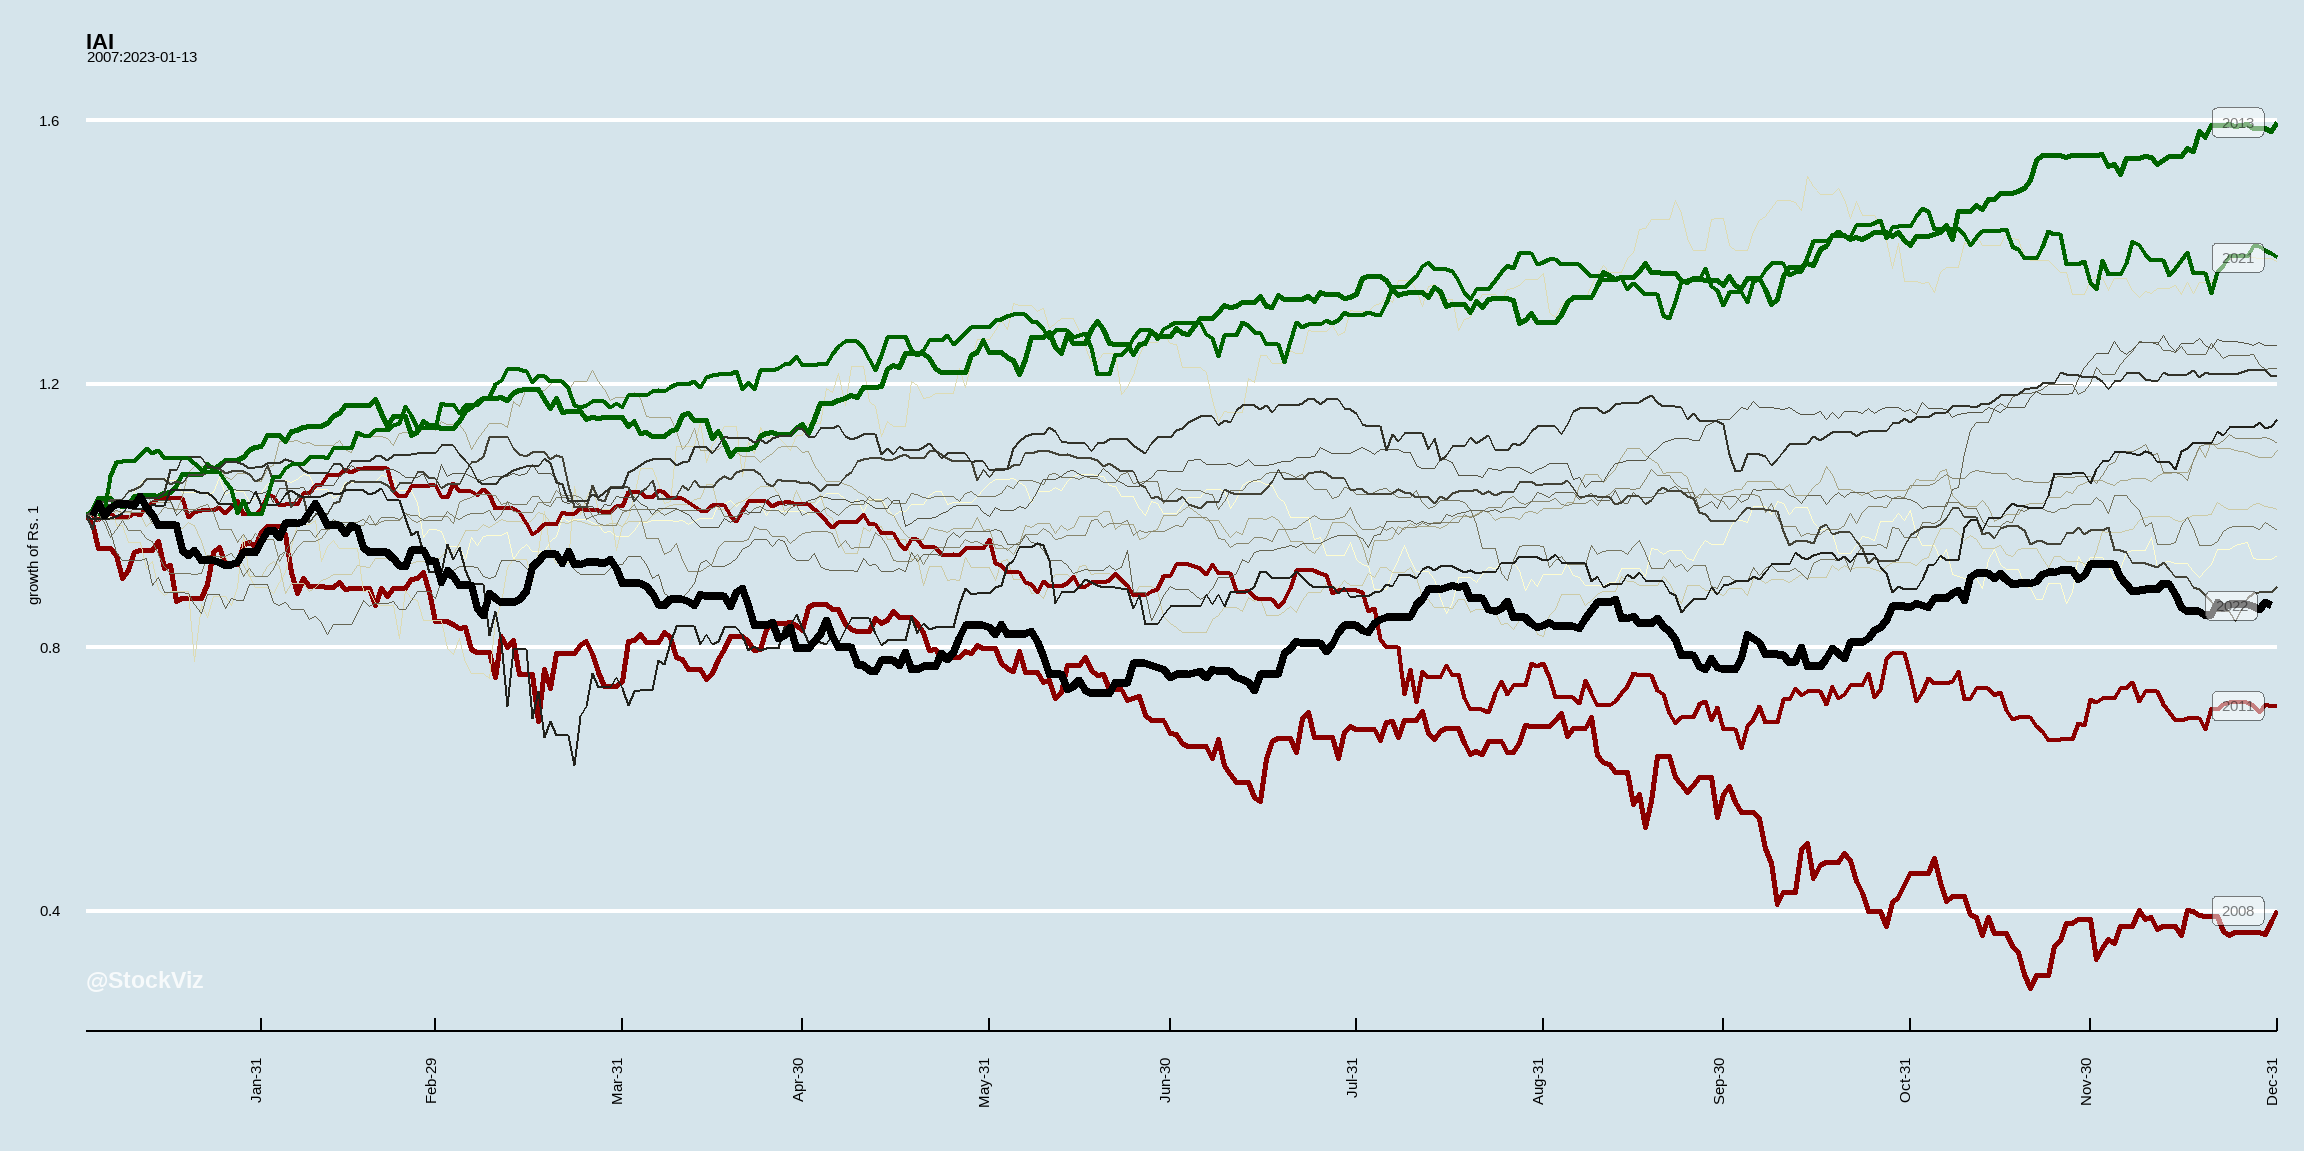 IAI
2007:2023-01-13
1.6
1.2
0.8
0.4
growth of Rs. 1
2013
2021
2022
2011
2008
@StockViz
Jan-31
Feb-29
Mar-31
Apr-30
May-31
Jun-30
Jul-31
Aug-31
Sep-30
Oct-31
Nov-30
Dec-31